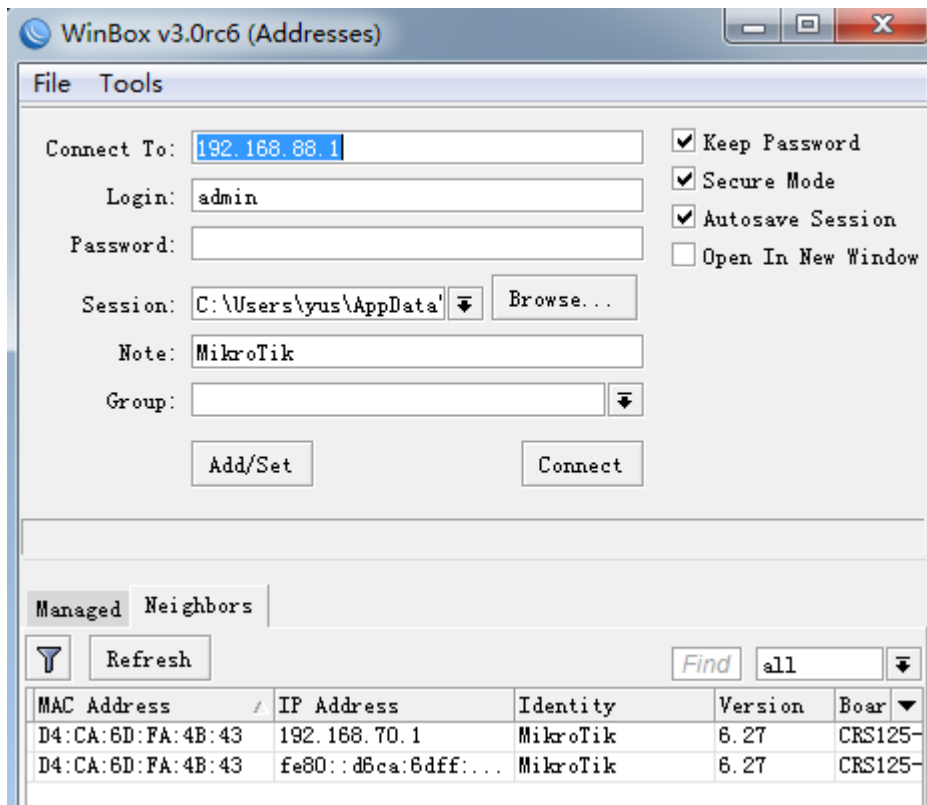 WinBox v3.0rc6 (Addresses)
File Tools
Connect To: 192.168.88.1
Keep Password
Login: admin
Secure Mode
Autosave Session
Password:
Open In New Window
Session: C:\Users\yus\AppData' Browse...
Note: MikroTik
Group:
Add/Set Connect
Managed Neighbors
Refresh Find all
MAC Address IP Address Identity Version Boar
D4:CA:6D:FA:4B:43 192.168.70.1 MikroTik 6.27 CRS125-
D4:CA:6D:FA:4B:43 fe80::d6ca:6dff:... MikroTik 6.27 CRS125-